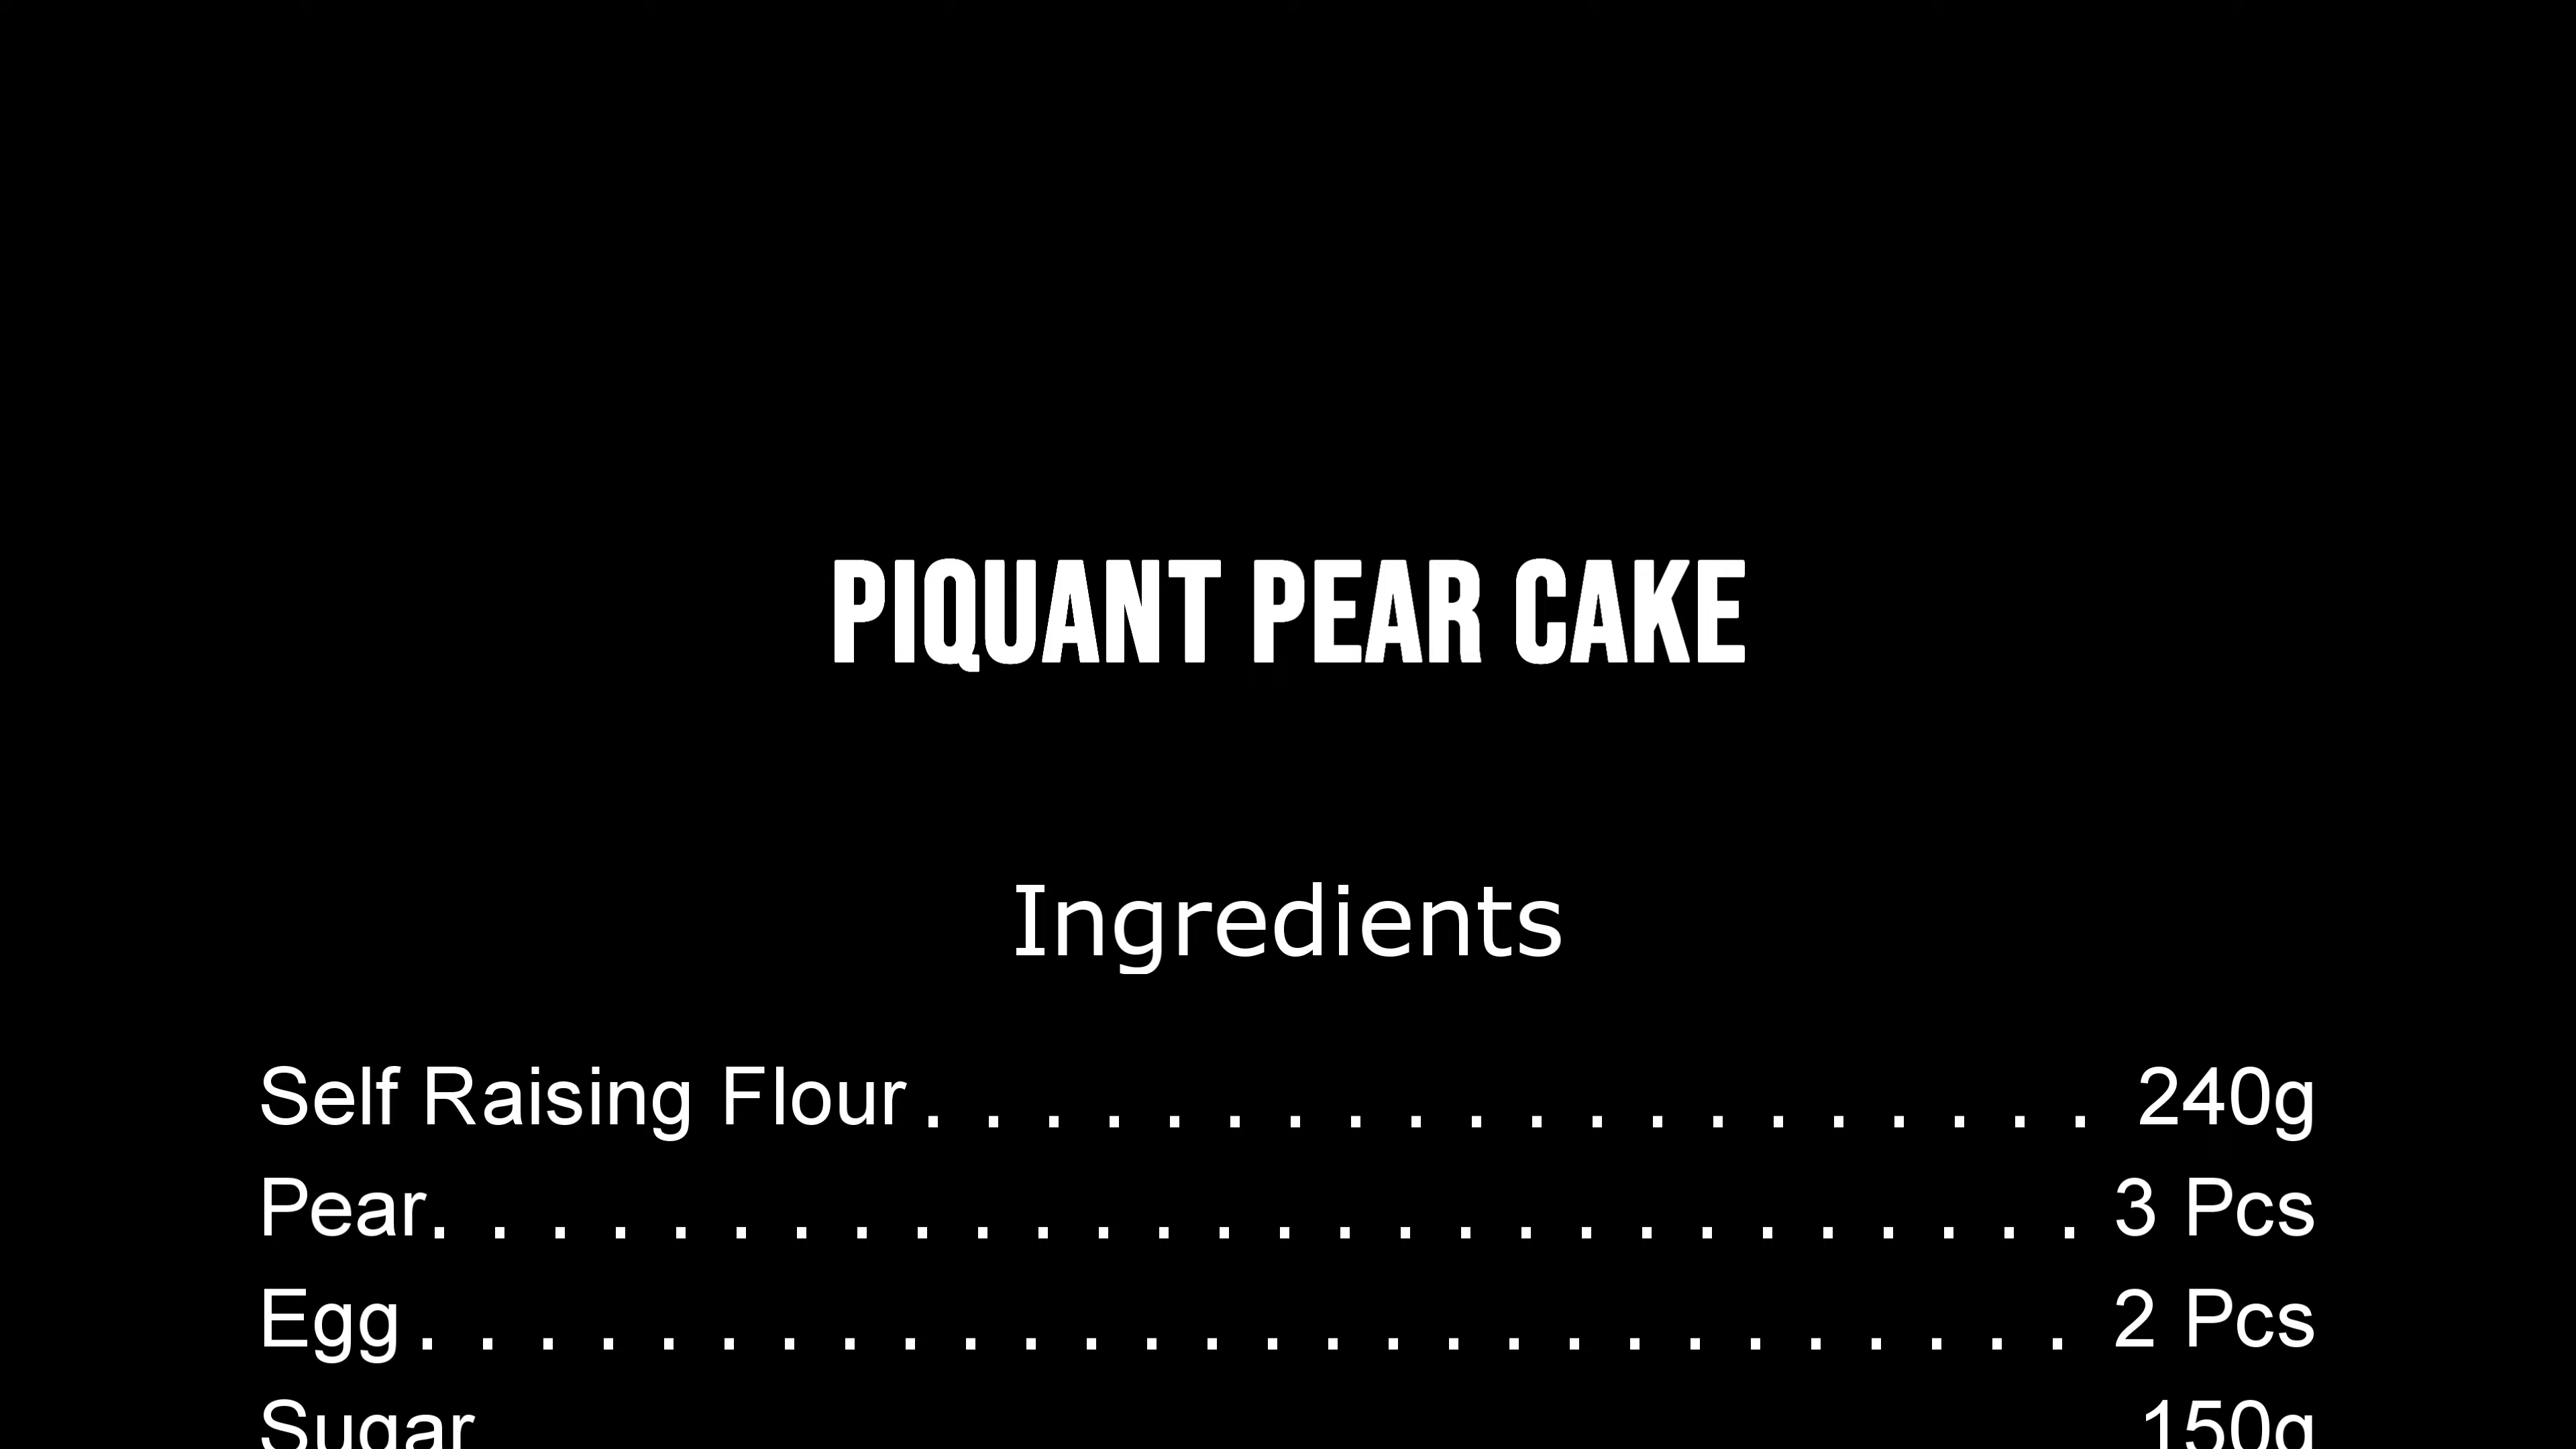 PIQUANT PEAR CAKE
Ingredients
Self Raising Flour . . . . . . . . . . . . . . . . . . . . 240g
Pear. . . . . . . . . . . . . . . . . . . . . . . . . . . . 3 Pcs
Egg . . . . . . . . . . . . . . . . . . . . . . . . . . . . 2 Pcs
Sugar 150g